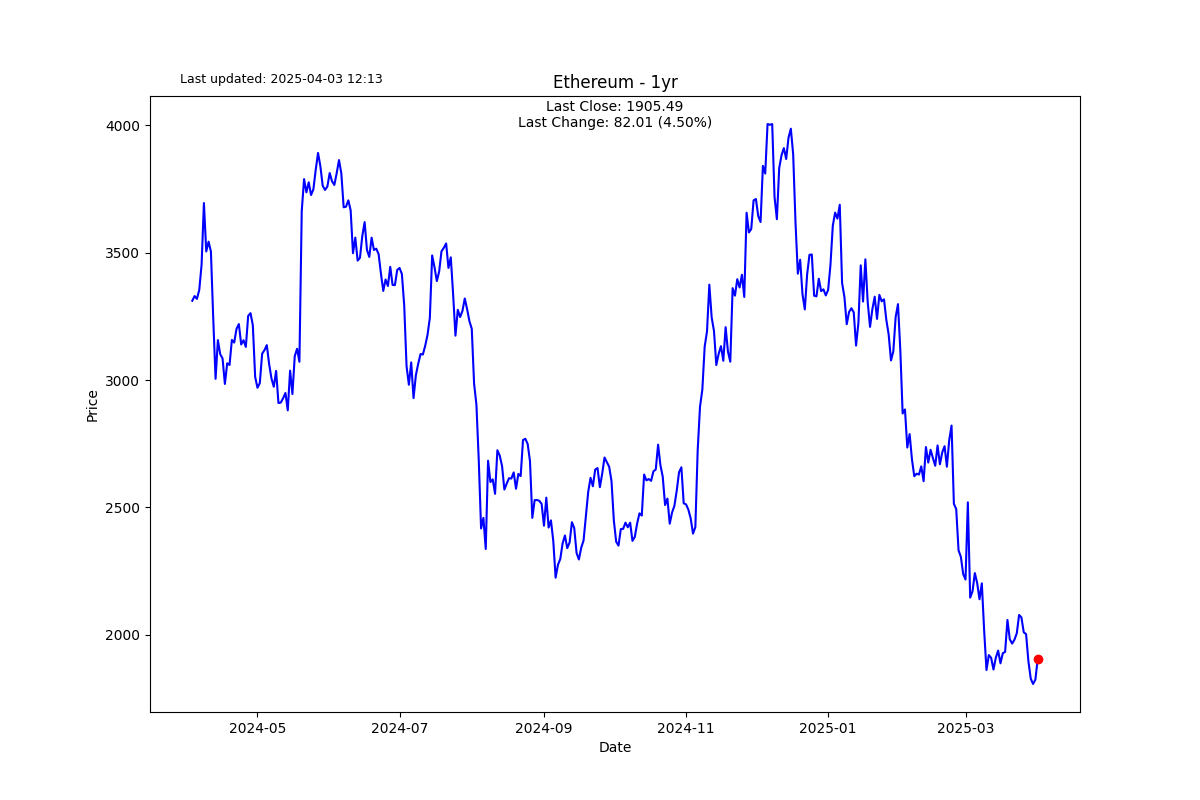 Last updated: 2025-04-03 12:13
Ethereum - 1yr
Last Close: 1905.49
Last Change: 82.01 (4.50%)
4000
3500
3000
2500
2000
Price
2024-05
2024-07
2024-09
2024-11
2025-01
2025-03
Date